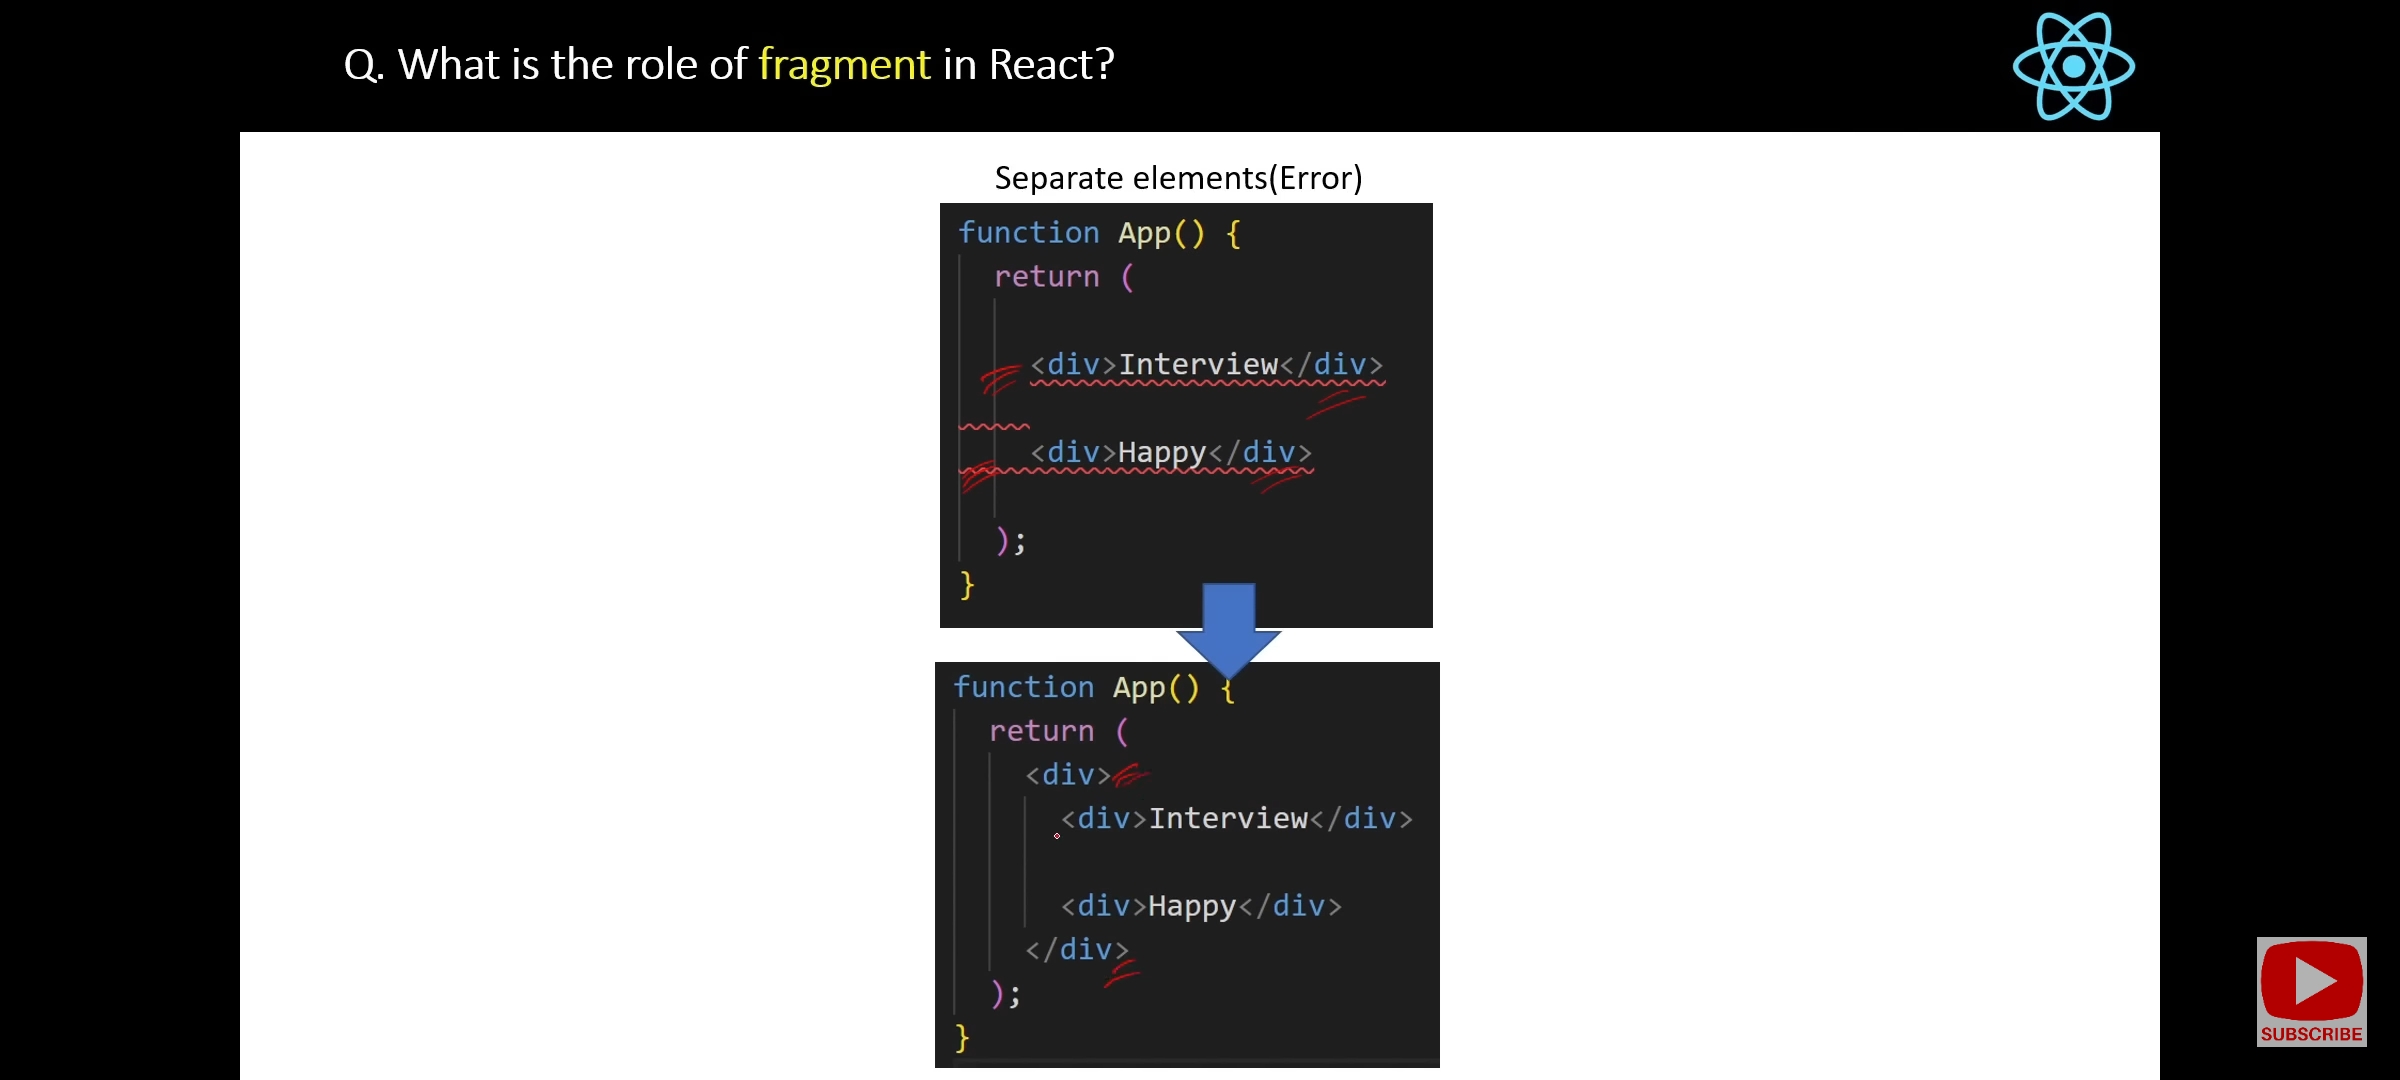 Q. What is the role of fragment in React?
Separate elements(Error)
function App() {
return (
<div>Interview</div>
<div>Happy</div>
);
}
function App() {
return (
<div>
<div>Interview</div>
<div>Happy</div>
</div>
);
}
SUBSCRIBE